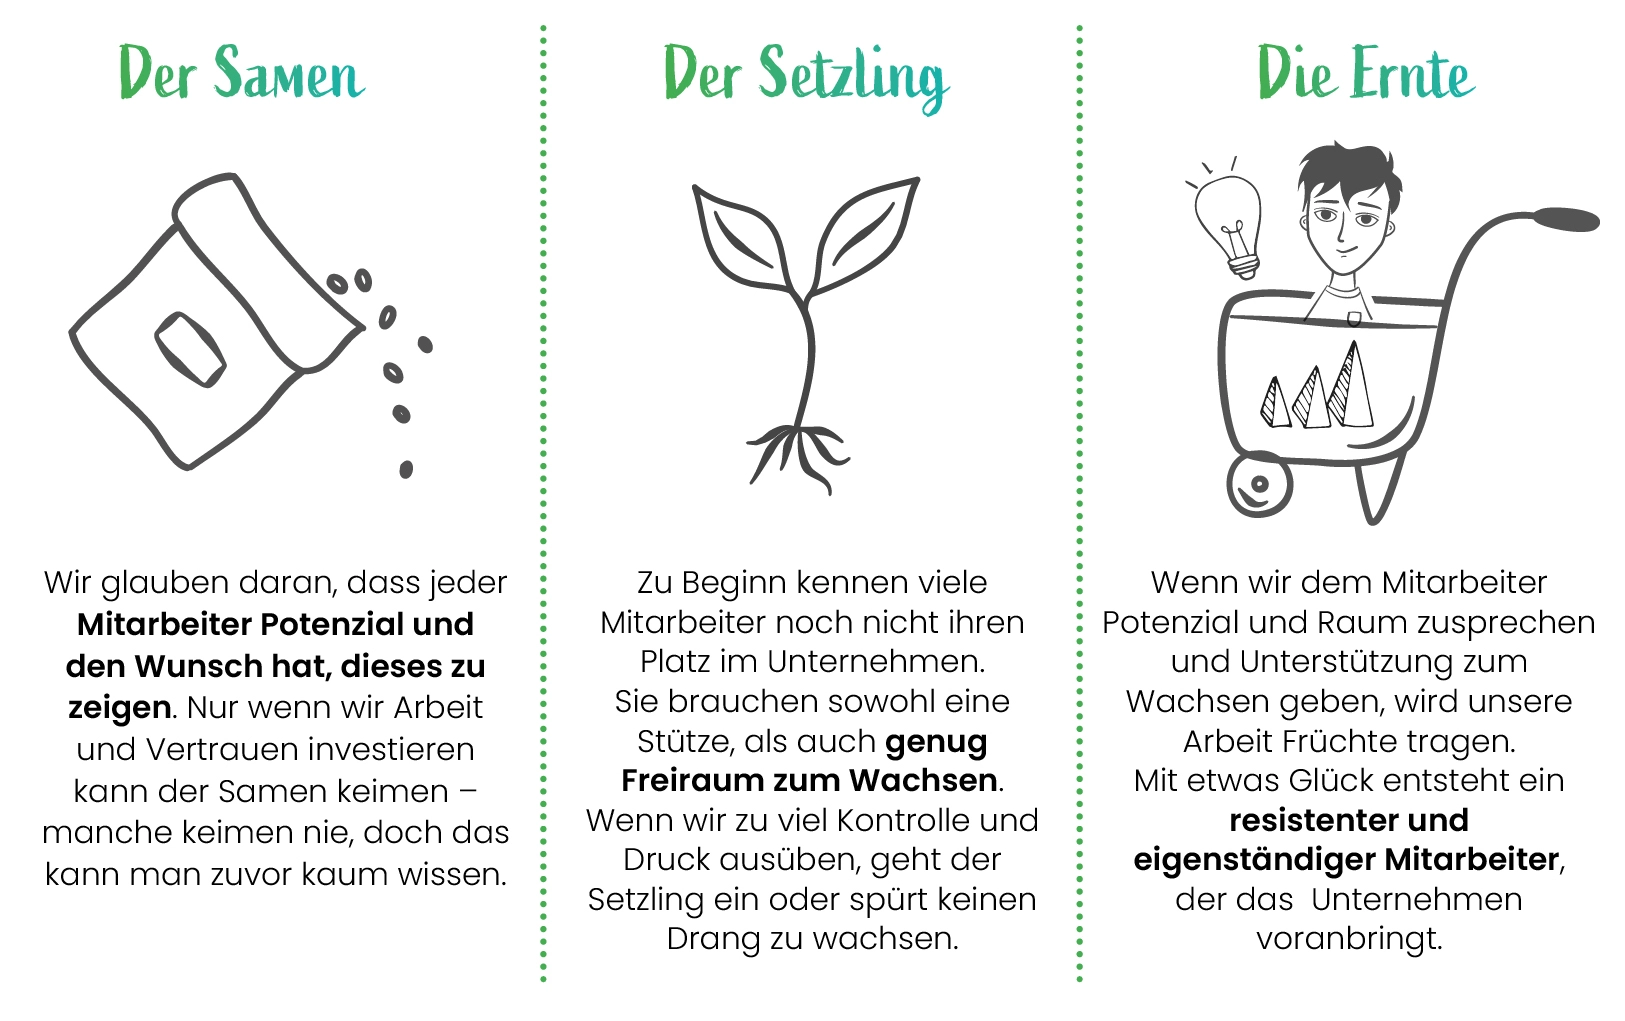 Der Samen
Wir glauben daran, dass jeder
Mitarbeiter Potenzial und
den Wunsch hat, dieses zu
zeigen. Nur wenn wir Arbeit
und Vertrauen investieren
kann der Samen keimen –
manche keimen nie, doch das
kann man zuvor kaum wissen.
Der Setzling
Zu Beginn kennen viele
Mitarbeiter noch nicht ihren
Platz im Unternehmen.
Sie brauchen sowohl eine
Stütze, als auch genug
Freiraum zum Wachsen.
Wenn wir zu viel Kontrolle und
Druck ausüben, geht der
Setzling ein oder spürt keinen
Drang zu wachsen.
Die Ernte
Wenn wir dem Mitarbeiter
Potenzial und Raum zusprechen
und Unterstützung zum
Wachsen geben, wird unsere
Arbeit Früchte tragen.
Mit etwas Glück entsteht ein
resistenter und
eigenständiger Mitarbeiter,
der das  Unternehmen
voranbringt.